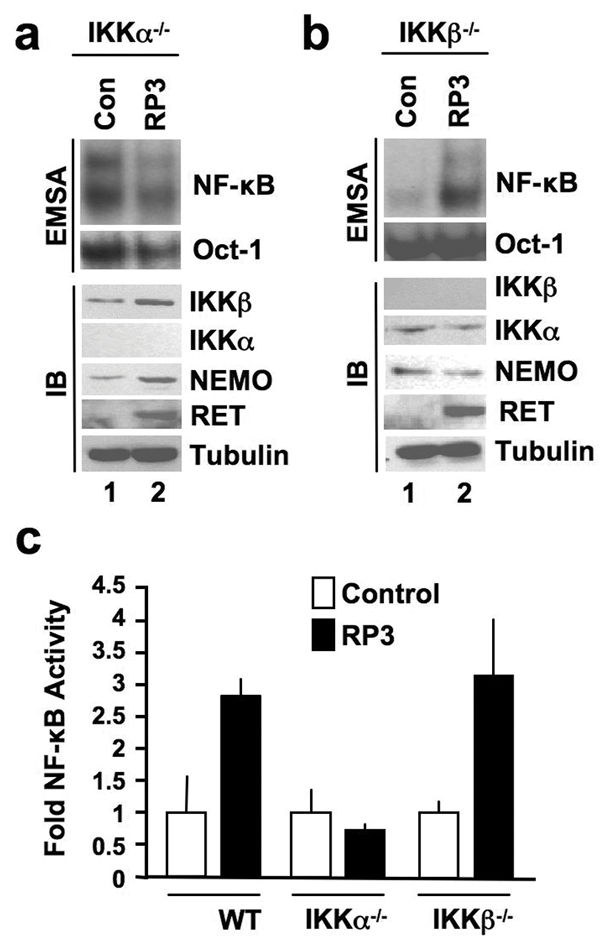 a
IKKα-/-
Con RP3
EMSA
NF-κB
Oct-1
IB
IKKβ
IKKα
NEMO
RET
Tubulin
1 2
b
IKKβ-/-
Con RP3
EMSA
NF-κB
Oct-1
IB
IKKβ
IKKα
NEMO
RET
Tubulin
1 2
c
Fold NF-κB Activity
4.5
4
3.5
3
2.5
2
1.5
1
0.5
0
Control
RP3
WT IKKα-/- IKKβ-/-